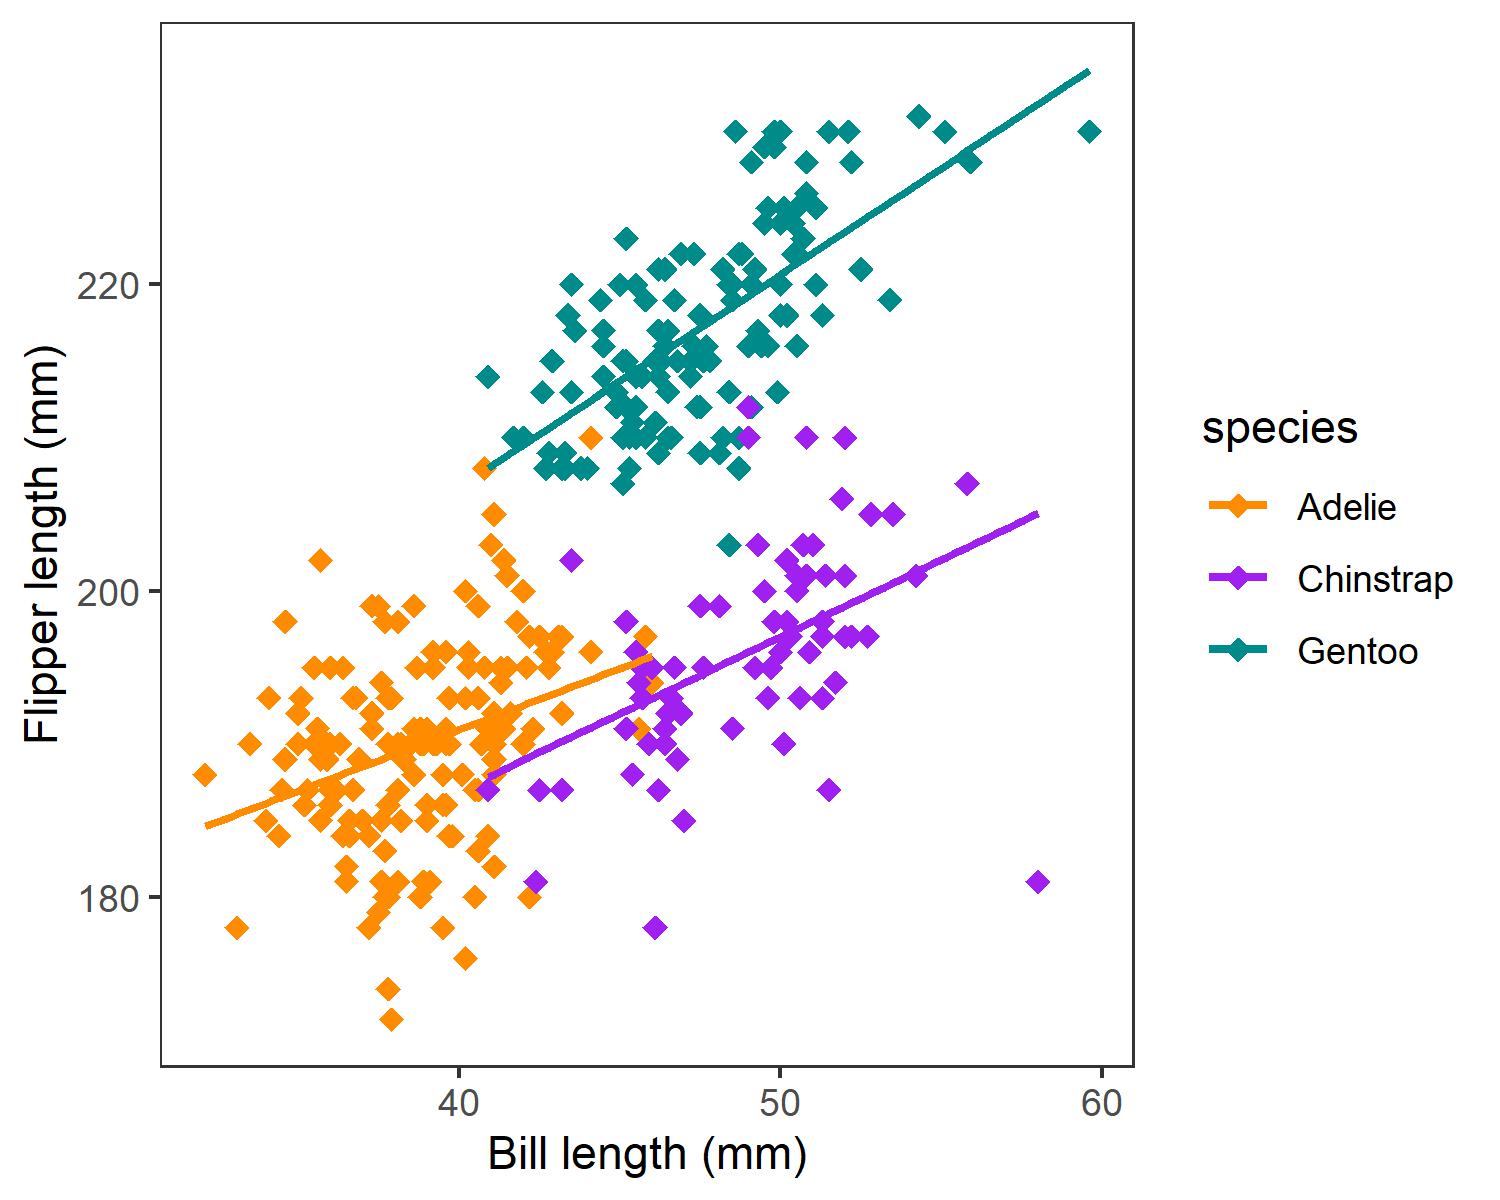 220
200
180
Flipper length (mm)
40 50 60
Bill length (mm)
species
Adelie
Chinstrap
Gentoo